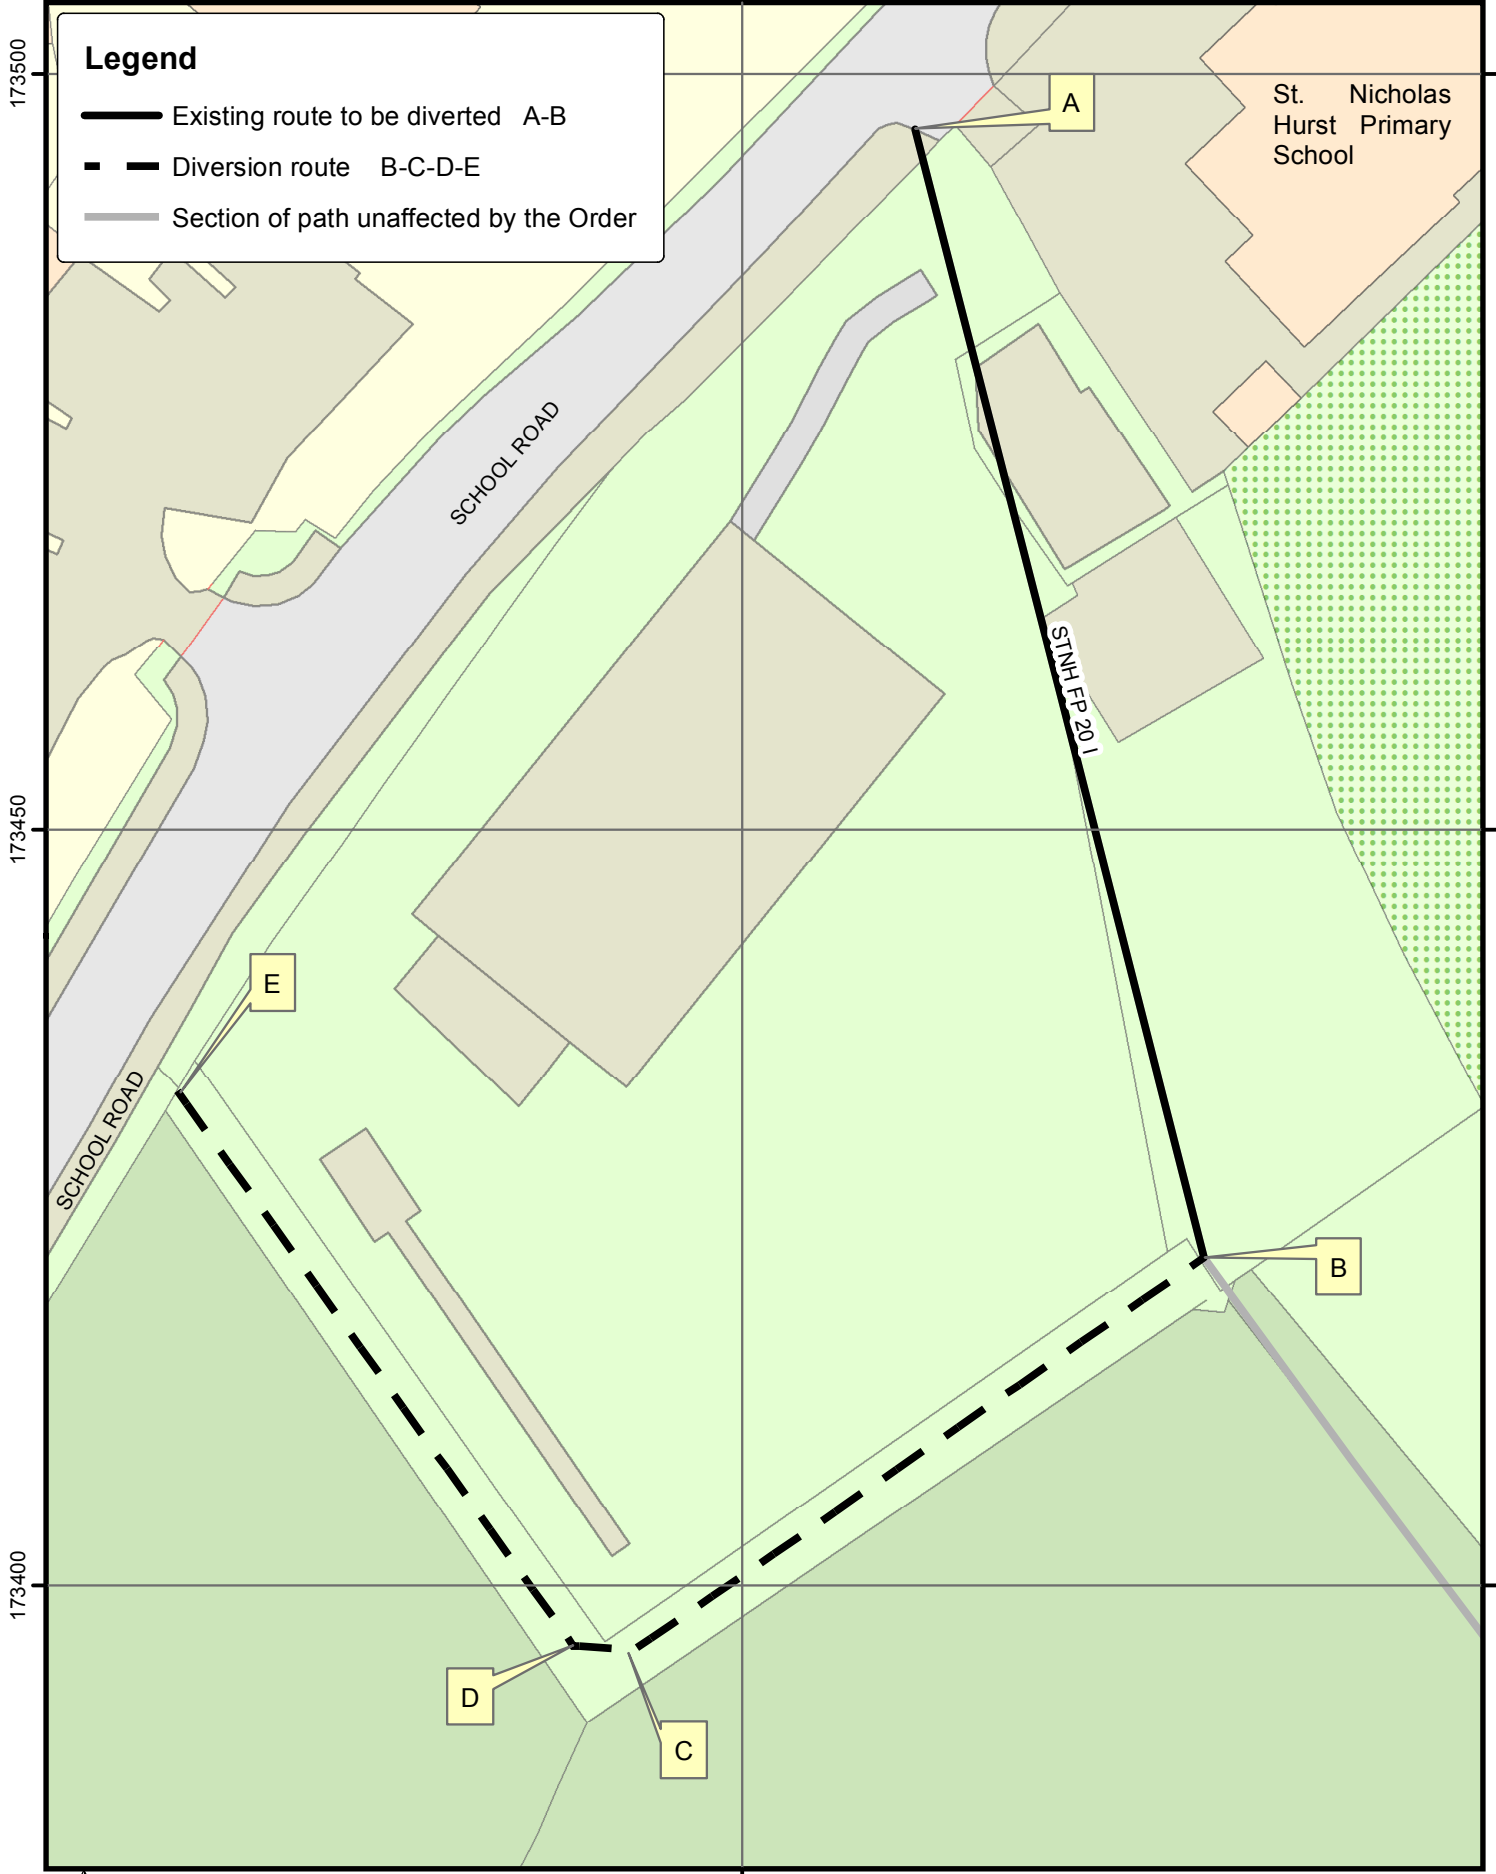 Legend
Existing route to be diverted A-B
Diversion route B-C-D-E
Section of path unaffected by the Order
173500
A
St. Nicholas
Hurst Primary
School
SCHOOL ROAD
STNH FP 20 I
173450
E
SCHOOL ROAD
B
173400
D
C